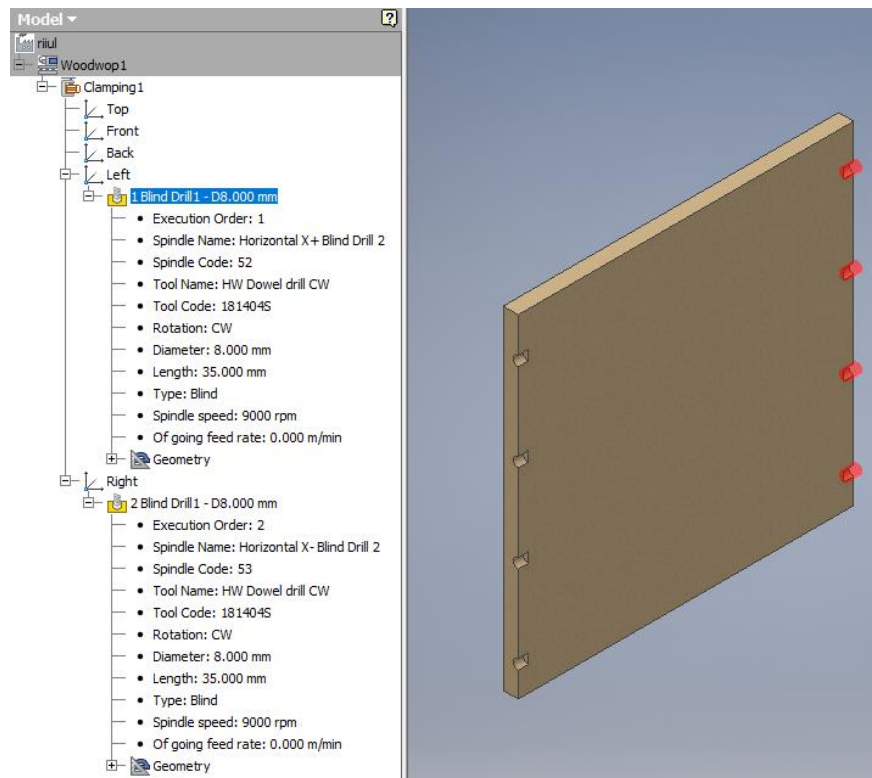 Model
?
riiul
Woodwop1
Clamping1
Top
Front
Back
Left
1 Blind Drill1 - D8.000 mm
• Execution Order: 1
• Spindle Name: Horizontal X+ Blind Drill 2
• Spindle Code: 52
• Tool Name: HW Dowel drill CW
• Tool Code: 181404S
• Rotation: CW
• Diameter: 8.000 mm
• Length: 35.000 mm
• Type: Blind
• Spindle speed: 9000 rpm
• Of going feed rate: 0.000 m/min
Geometry
Right
2 Blind Drill1 - D8.000 mm
• Execution Order: 2
• Spindle Name: Horizontal X- Blind Drill 2
• Spindle Code: 53
• Tool Name: HW Dowel drill CW
• Tool Code: 181404S
• Rotation: CW
• Diameter: 8.000 mm
• Length: 35.000 mm
• Type: Blind
• Spindle speed: 9000 rpm
• Of going feed rate: 0.000 m/min
Geometry